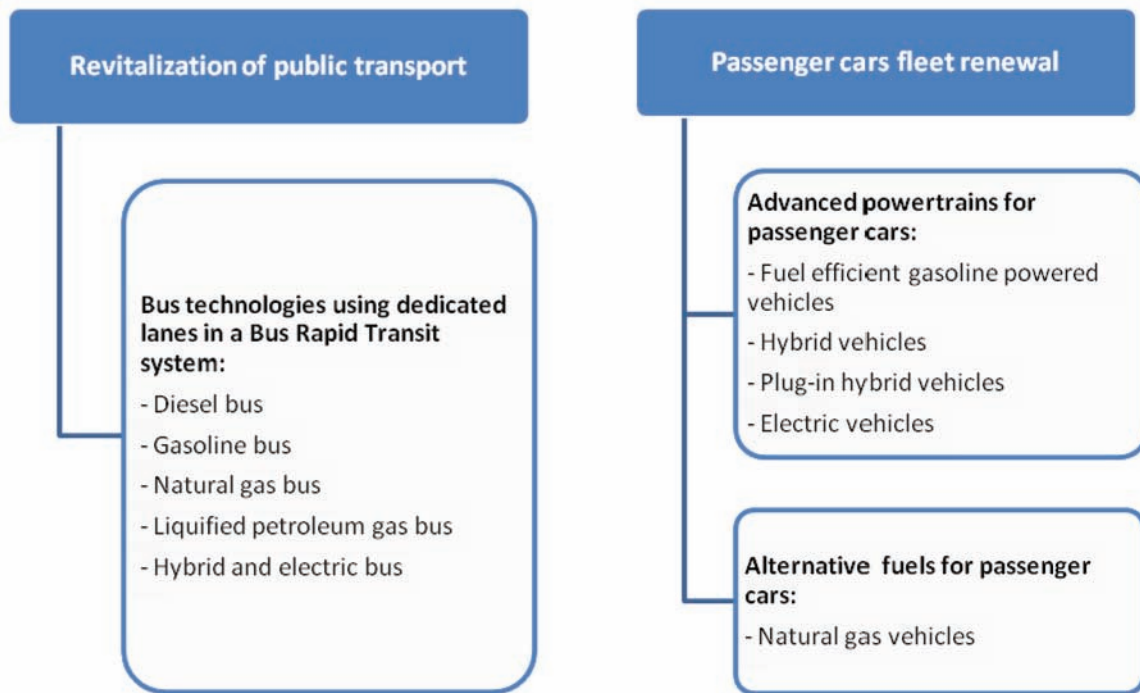 Revitalization of public transport
Bus technologies using dedicated
lanes in a Bus Rapid Transit
system:
- Diesel bus
- Gasoline bus
- Natural gas bus
- Liquified petroleum gas bus
- Hybrid and electric bus
Passenger cars fleet renewal
Advanced powertrains for
passenger cars:
- Fuel efficient gasoline powered
vehicles
- Hybrid vehicles
- Plug-in hybrid vehicles
- Electric vehicles
Alternative fuels for passenger
cars:
- Natural gas vehicles